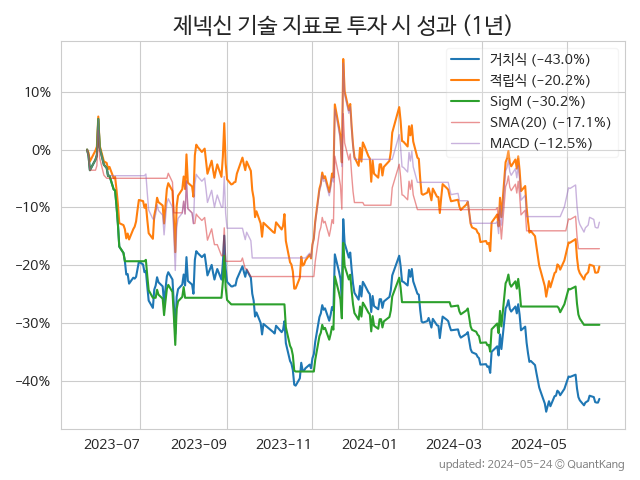 제넥신 기술 지표로 투자 시 성과 (1년)
거치식 (−43.0%)
적립식 (−20.2%)
SigM (−30.2%)
SMA(20) (−17.1%)
MACD (−12.5%)
10%
0%
−10%
−20%
−30%
−40%
2023-07 2023-09 2023-11 2024-01 2024-03 2024-05
updated: 2024-05-24 © QuantKang